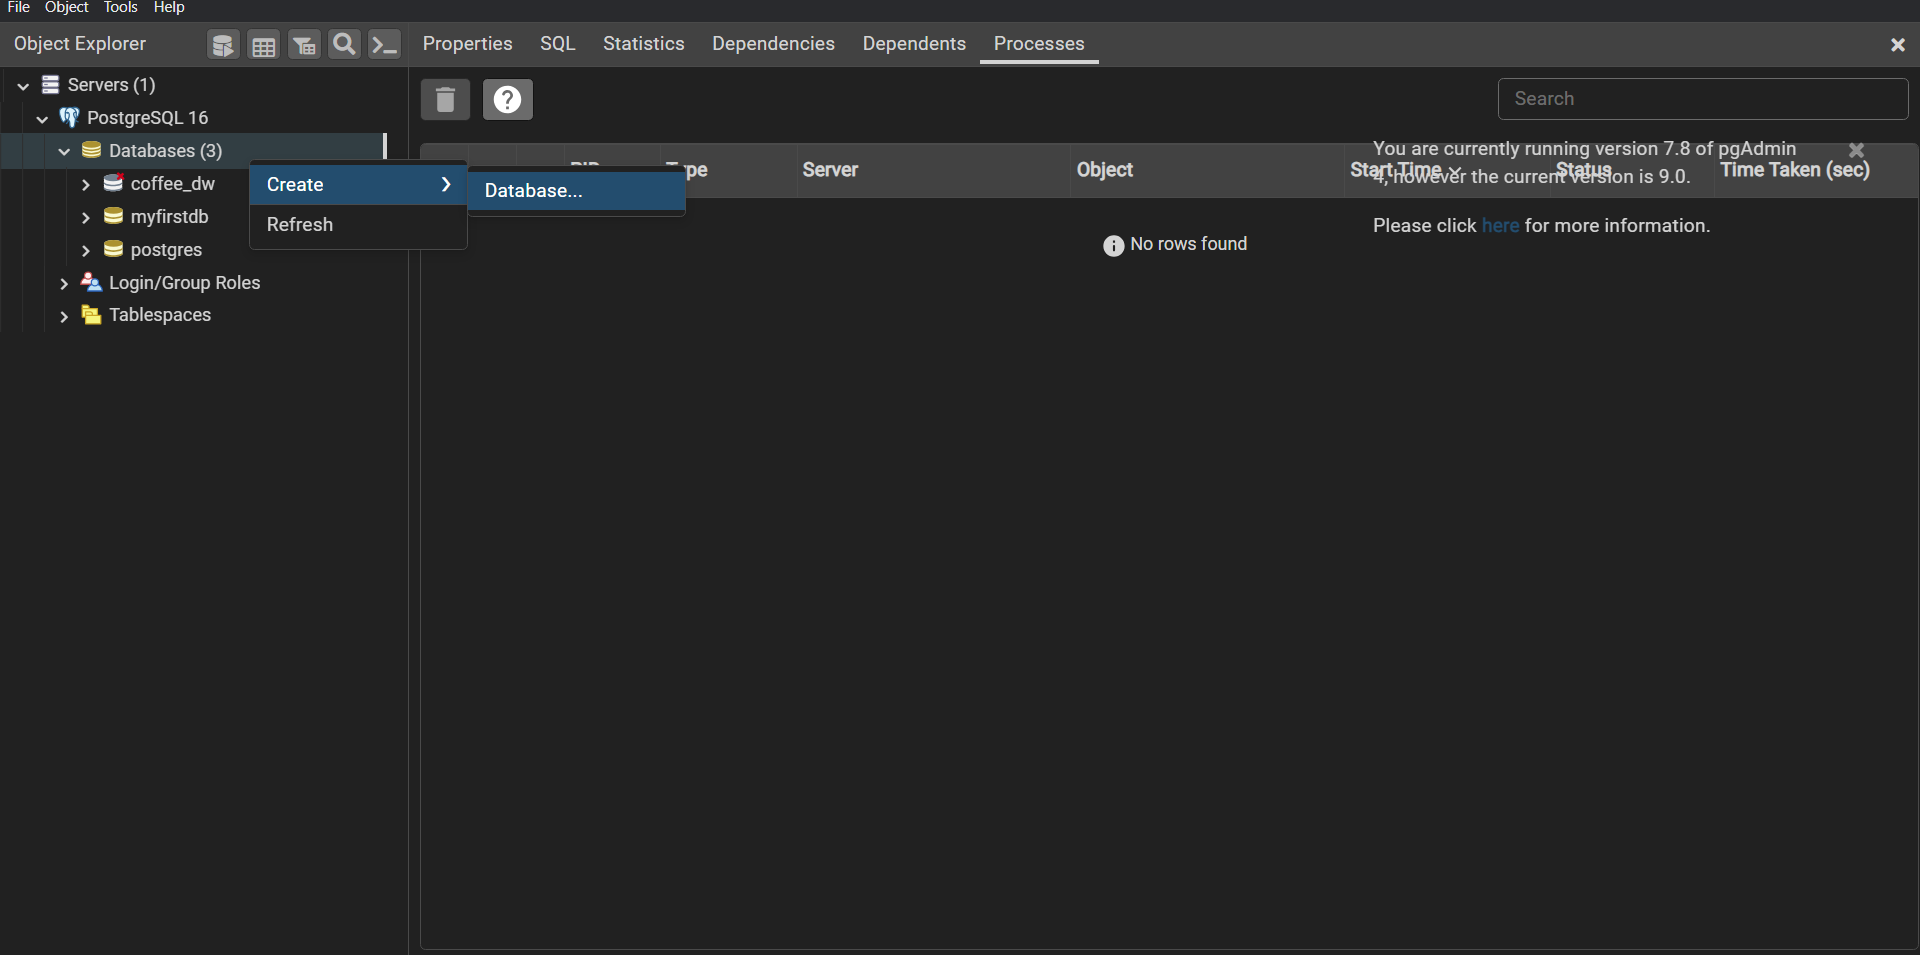 File Object Tools Help
Object Explorer
Properties SQL Statistics Dependencies Dependents Processes
Servers (1)
PostgreSQL 16
Databases (3)
coffee_dw
myfirstdb
postgres
Login/Group Roles
Tablespaces
Create
Refresh
Database...
Search
Server Object Start Time Status Time Taken (sec)
You are currently running version 7.8 of pgAdmin
4, however the current version is 9.0.
Please click here for more information.
No rows found